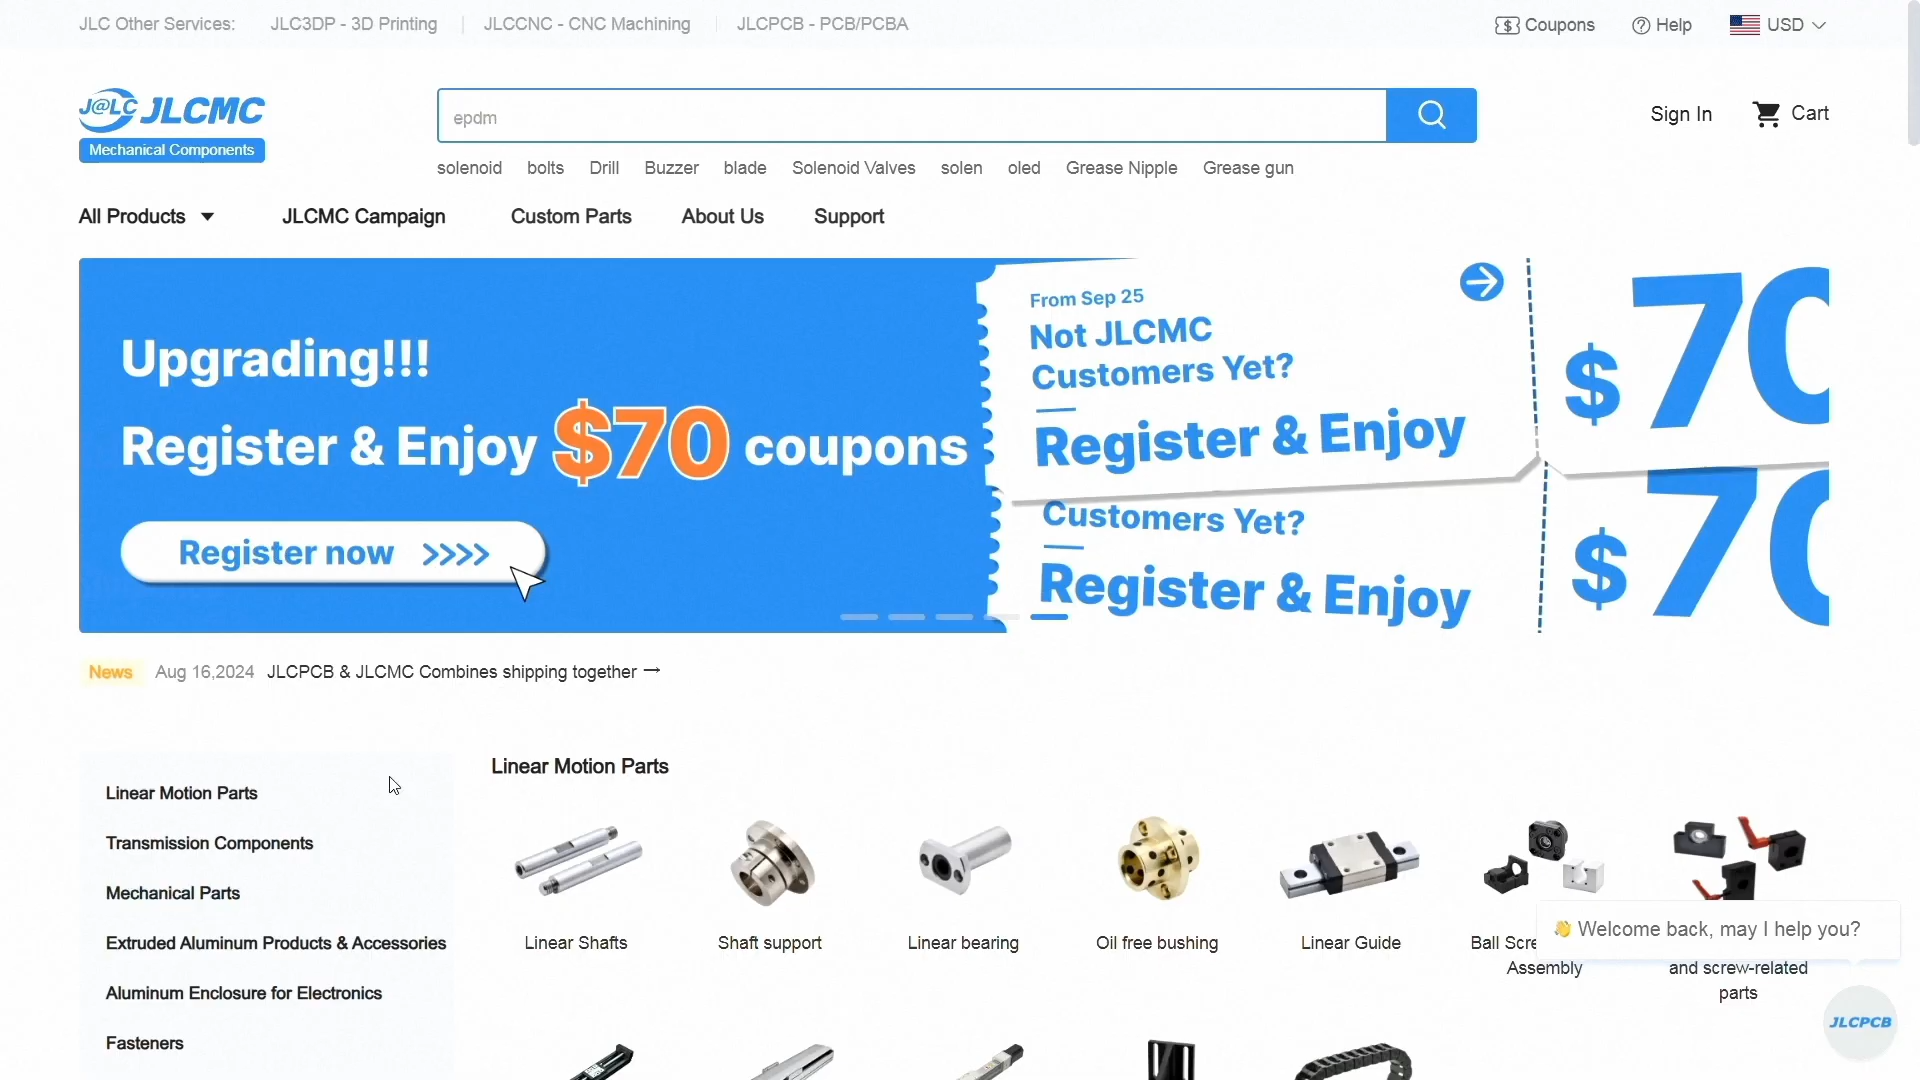 JLC Other Services: JLC3DP - 3D Printing JLCCNC - CNC Machining JLCPCB - PCB/PCBA Coupons Help USD
J@LC JLCMC
Mechanical Components
epdm
Sign In Cart
solenoid bolts Drill Buzzer blade Solenoid Valves solen oled Grease Nipple Grease gun
All Products JLCMC Campaign Custom Parts About Us Support
Upgrading!!!
Register & Enjoy $70 coupons
Register now >>>>
From Sep 25
Not JLCMC
Customers Yet?
Register & Enjoy
$70
Customers Yet?
Register & Enjoy
$70
News Aug 16,2024 JLCPCB & JLCMC Combines shipping together →
Linear Motion Parts
Transmission Components
Mechanical Parts
Extruded Aluminum Products & Accessories
Aluminum Enclosure for Electronics
Fasteners
Linear Motion Parts
Linear Shafts
Shaft support
Linear bearing
Oil free bushing
Linear Guide
Ball Scre
Assembly
and screw-related
parts
👋 Welcome back, may I help you?
JLCPCB